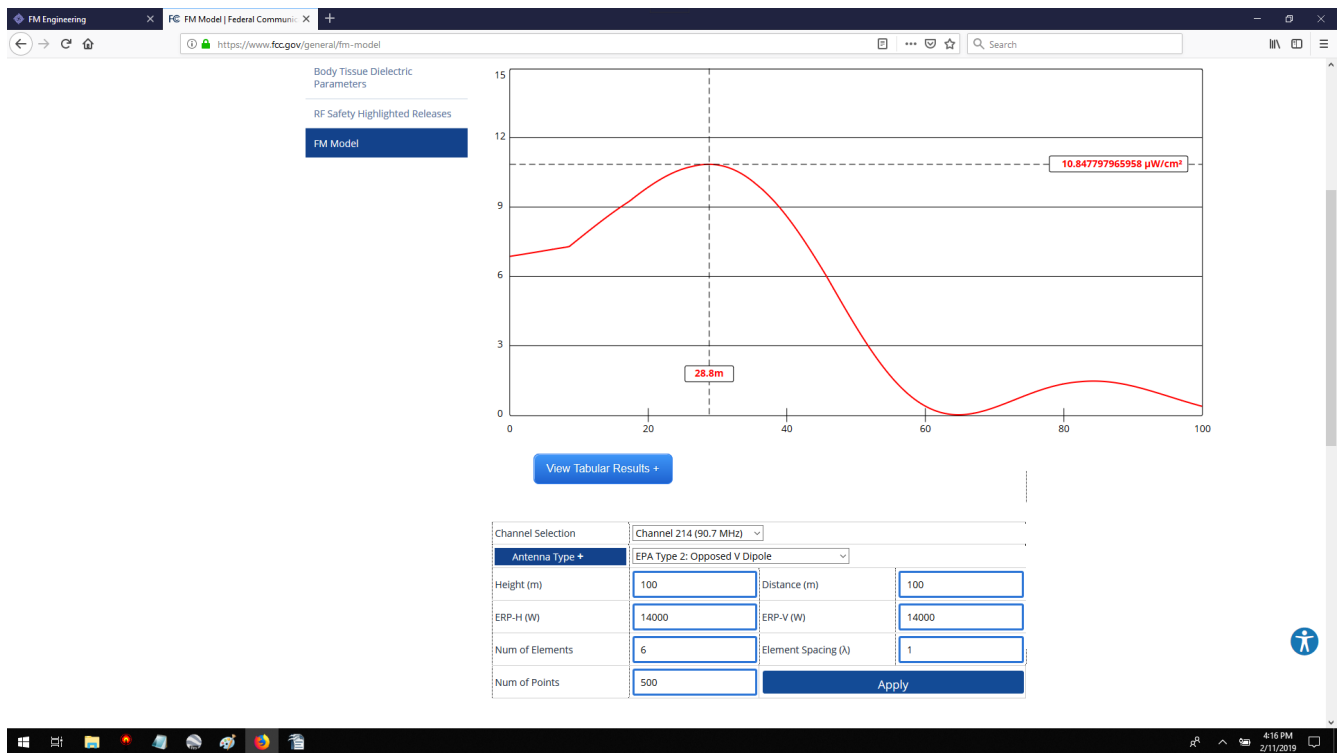 FM Engineering
FCC FM Model | Federal Communic
https://www.fcc.gov/general/fm-model
Search
Body Tissue Dielectric
Parameters
RF Safety Highlighted Releases
FM Model
15
12
10.847797965958 µW/cm²
9
6
3
28.8m
0
0 20 40 60 80 100
View Tabular Results +
Channel Selection Channel 214 (90.7 MHz)
Antenna Type + EPA Type 2: Opposed V Dipole
Height (m) 100 Distance (m) 100
ERP-H (W) 14000 ERP-V (W) 14000
Num of Elements 6 Element Spacing (λ) 1
Num of Points 500 Apply
4:16 PM
2/11/2019